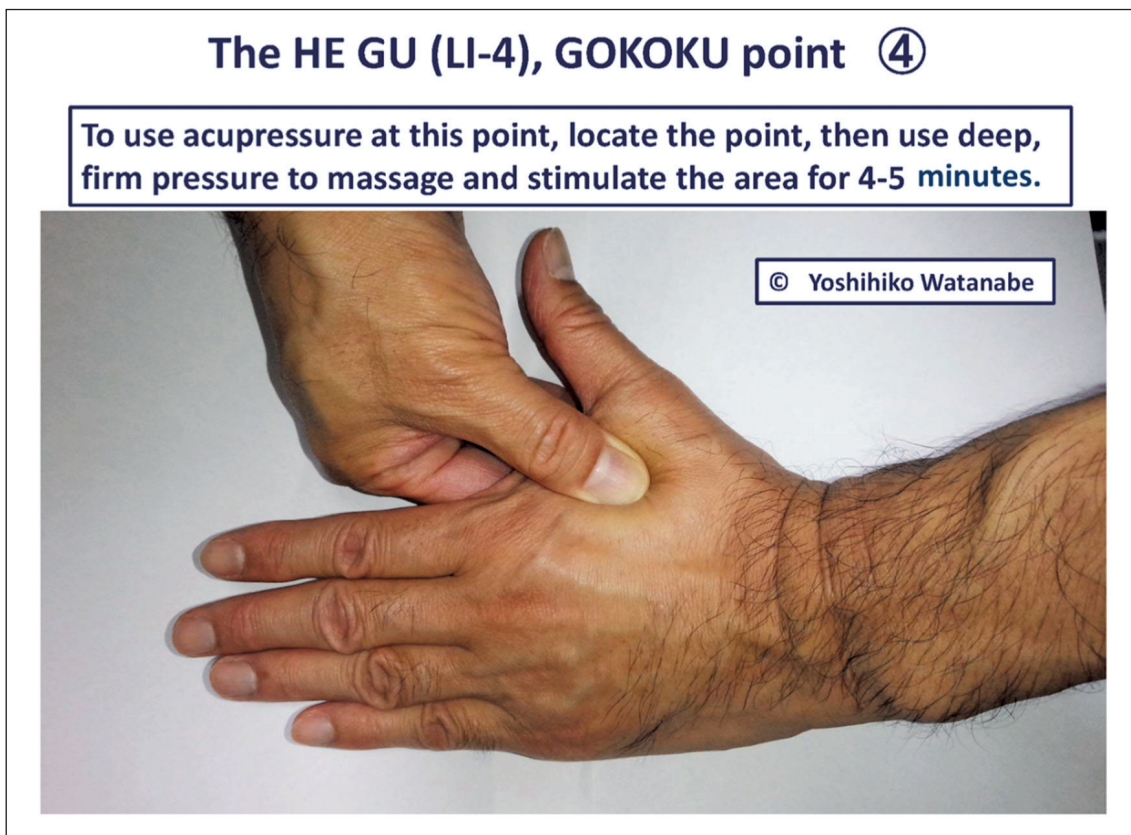 The HE GU (LI-4), GOKOKU point ④
To use acupressure at this point, locate the point, then use deep,
firm pressure to massage and stimulate the area for 4-5 minutes.
© Yoshihiko Watanabe